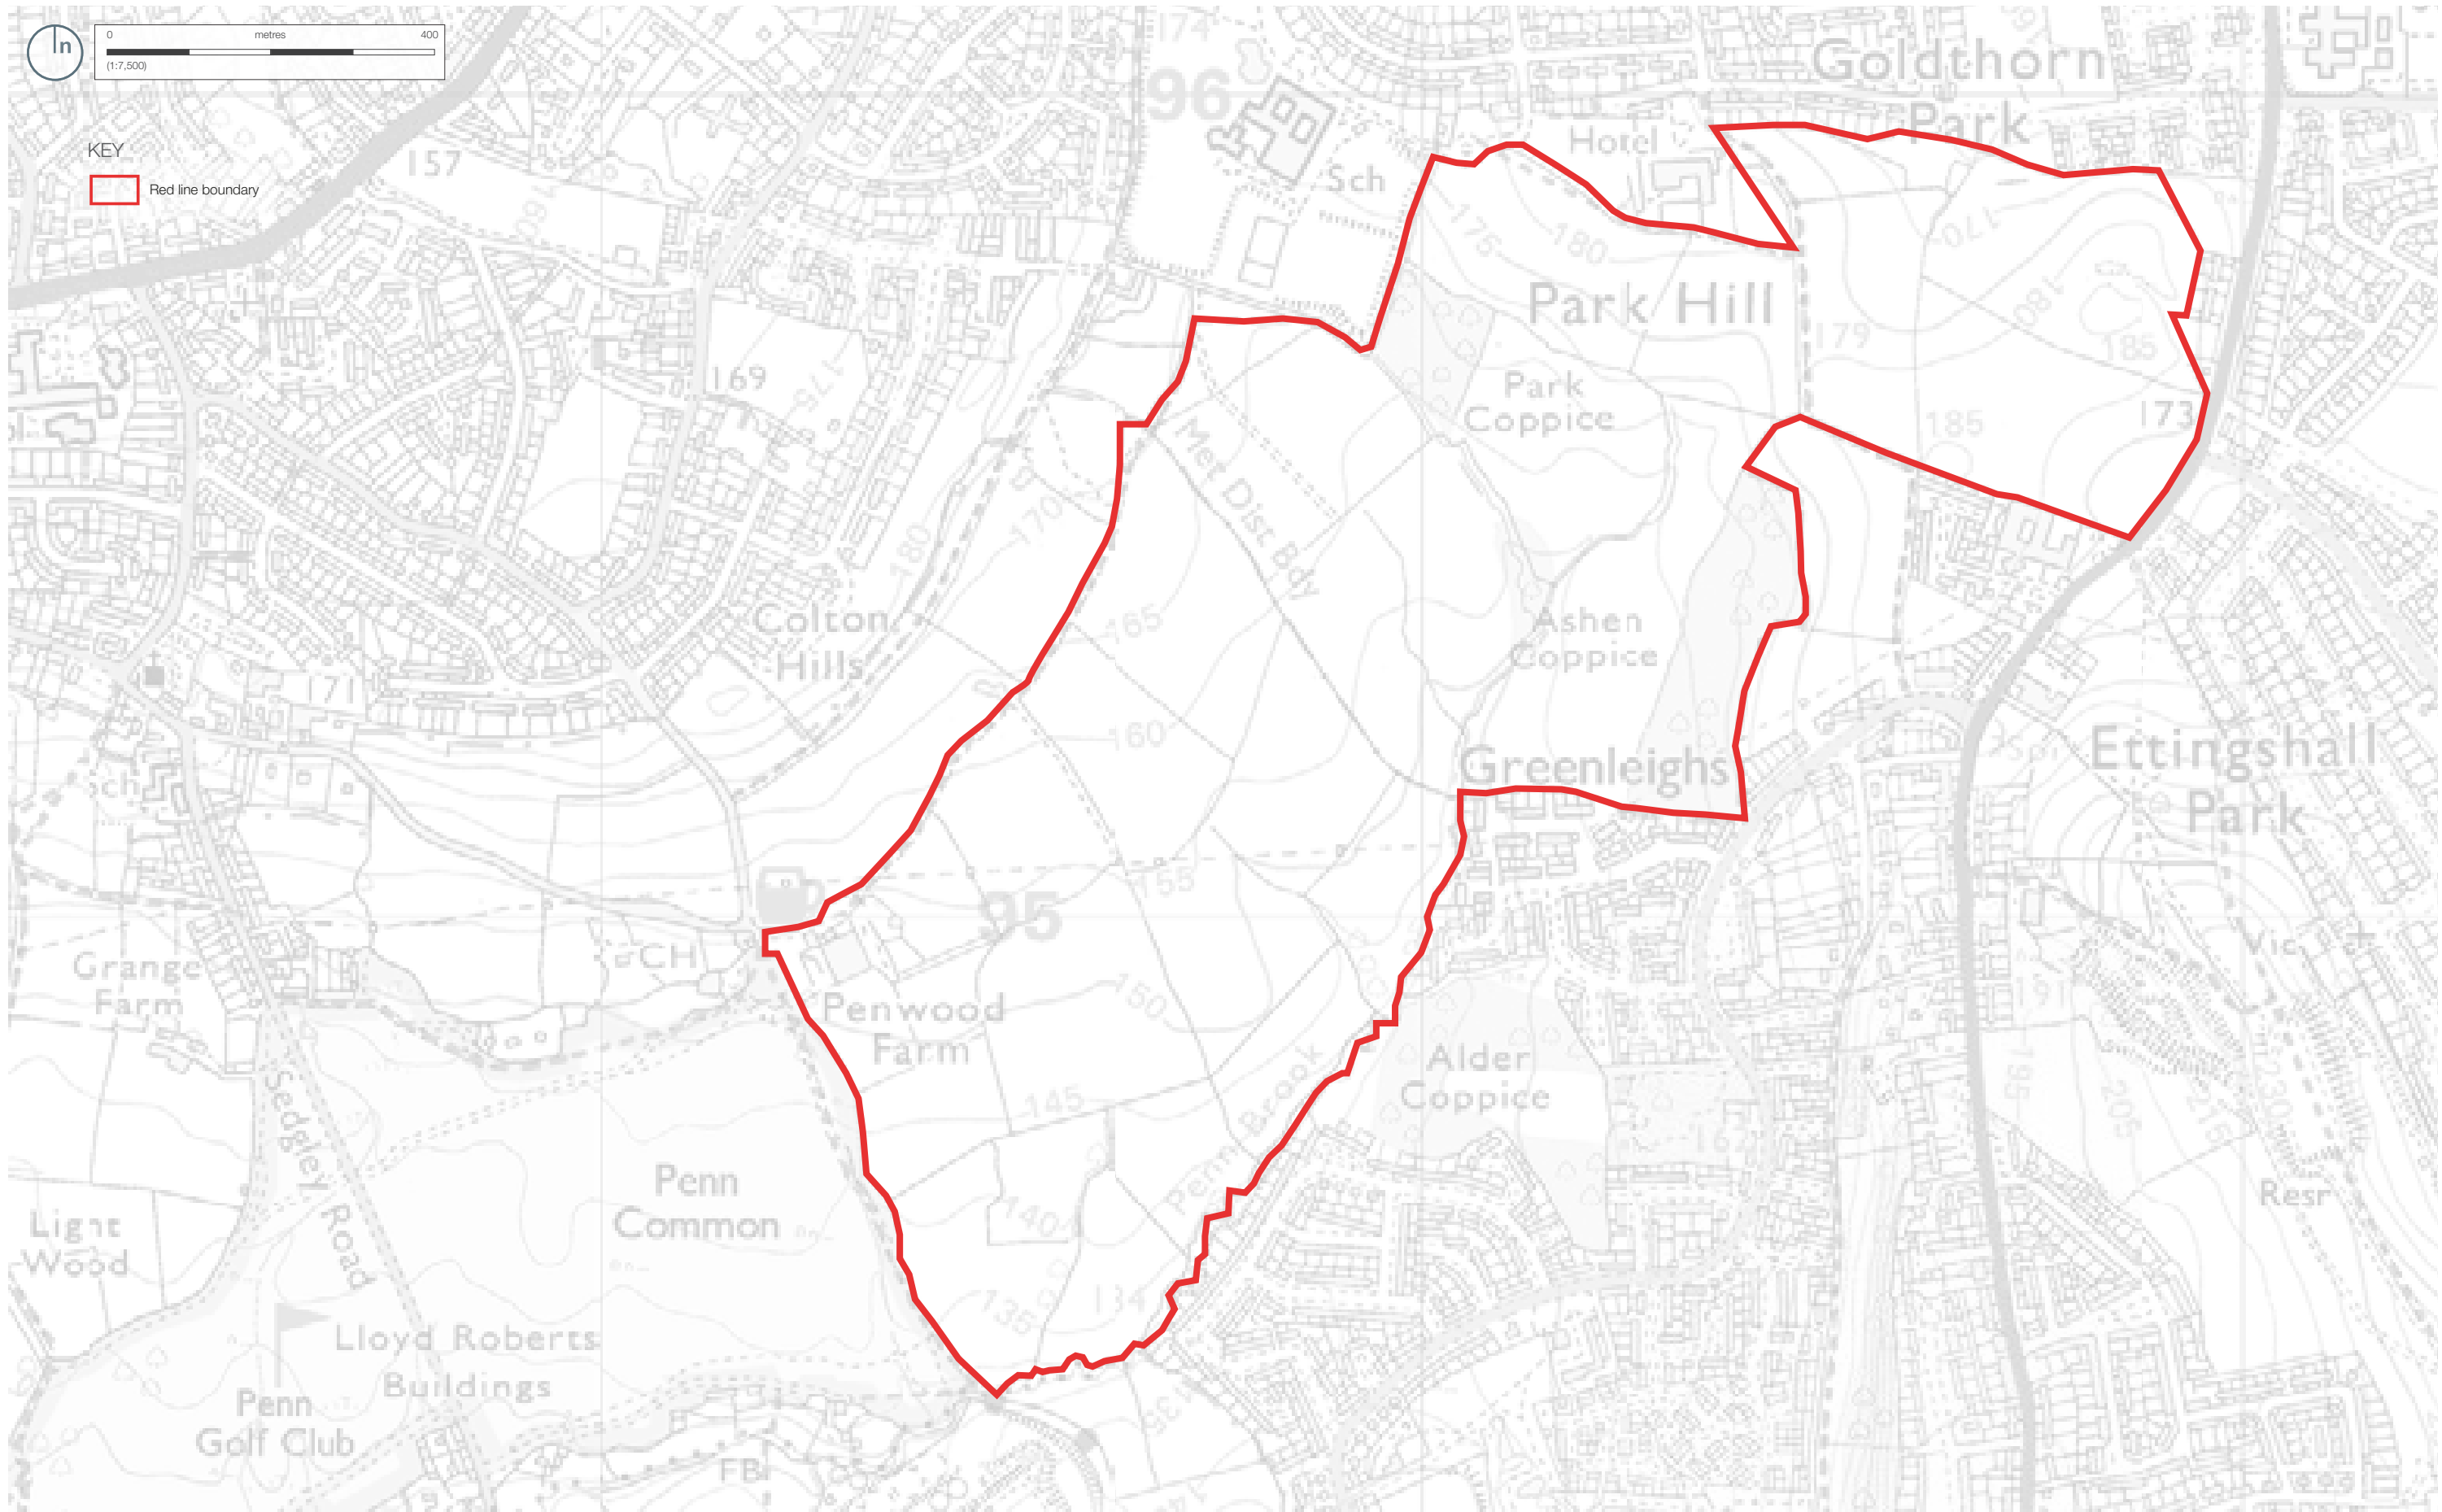 n
0 metres 400
(1:7,500)
KEY
Red line boundary
174
96
Goldthorn
Park
Hotel
157
Sch
175
180
170
Park Hill
179
169
Park
Coppice
185
173
Met Dist Bdy
170
180
Colton
Hills
165
Ashen
Coppice
171
160
Greenleighs
Ettingshall
Park
Sch
155
95
Grange
Farm
CH
Vic
Penwood
Farm
150
Alder
Coppice
145
Penn Brook
Sedgley Road
Penn
Common
140
Resr
Light
Wood
135
134
Lloyd Roberts
Buildings
Penn
Golf Club
FB